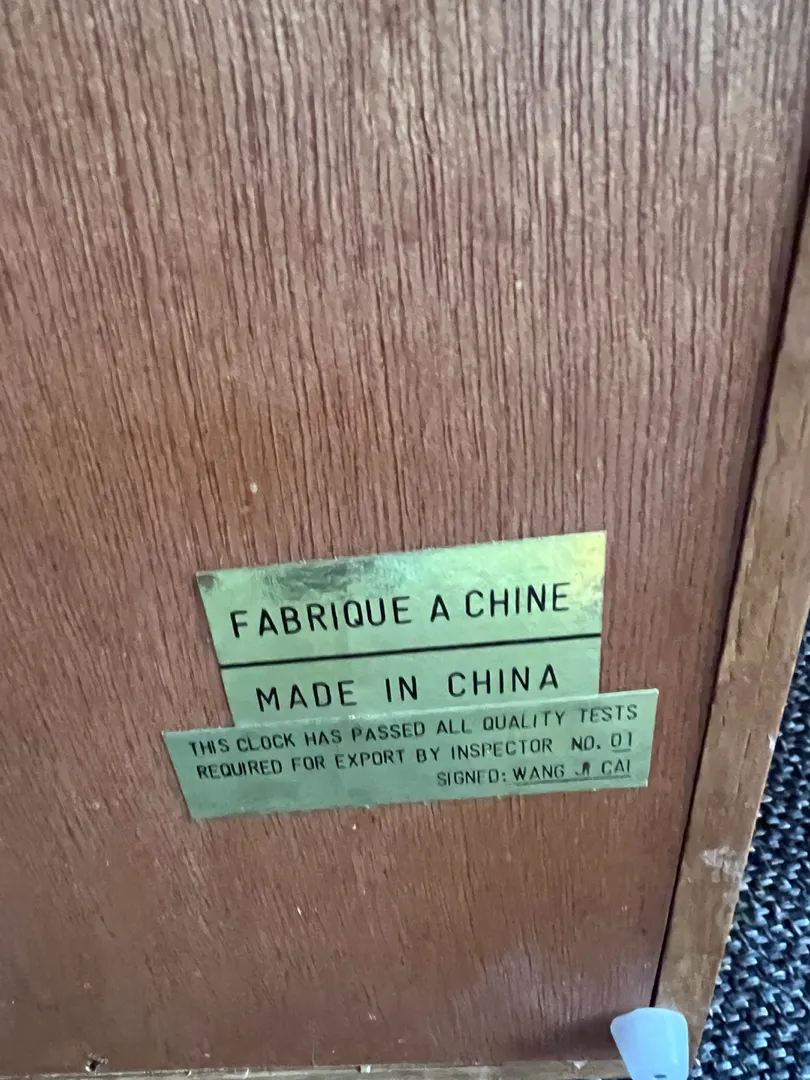 FABRIQUE A CHINE
MADE IN CHINA
THIS CLOCK HAS PASSED ALL QUALITY TESTS
REQUIRED FOR EXPORT BY INSPECTOR NO. 01
SIGNED: WANG JI CAI